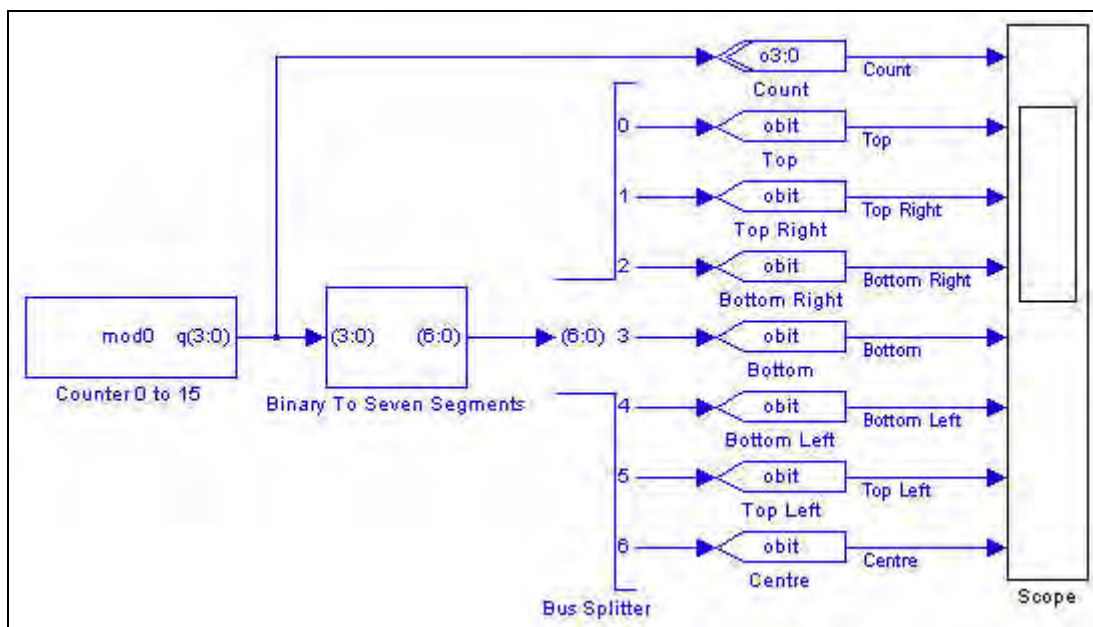 o3:0
Count
Count
0
obit
Top
Top
1
obit
Top Right
Top Right
2
obit
Bottom Right
Bottom Right
mod0 q(3:0)
Counter 0 to 15
(3:0) (6:0)
Binary To Seven Segments
(6:0) 3
obit
Bottom
Bottom
4
obit
Bottom Left
Bottom Left
5
obit
Top Left
Top Left
6
obit
Centre
Centre
Bus Splitter
Scope